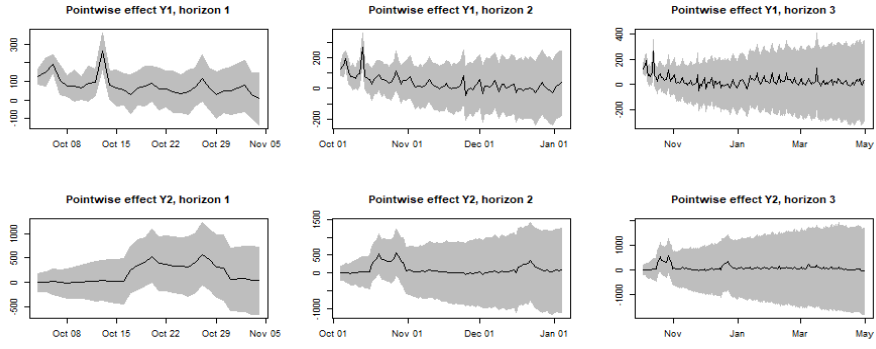 Pointwise effect Y1, horizon 1
Pointwise effect Y1, horizon 2
Pointwise effect Y1, horizon 3
300
200
100
0
-100
Oct 08
Oct 15
Oct 22
Oct 29
Nov 05
200
0
-200
Oct 01
Nov 01
Dec 01
Jan 01
400
200
0
-200
Nov
Jan
Mar
May
Pointwise effect Y2, horizon 1
Pointwise effect Y2, horizon 2
Pointwise effect Y2, horizon 3
1000
500
0
-500
Oct 08
Oct 15
Oct 22
Oct 29
Nov 05
1500
500
0
-1000
Oct 01
Nov 01
Dec 01
Jan 01
1000
0
-1000
Nov
Jan
Mar
May